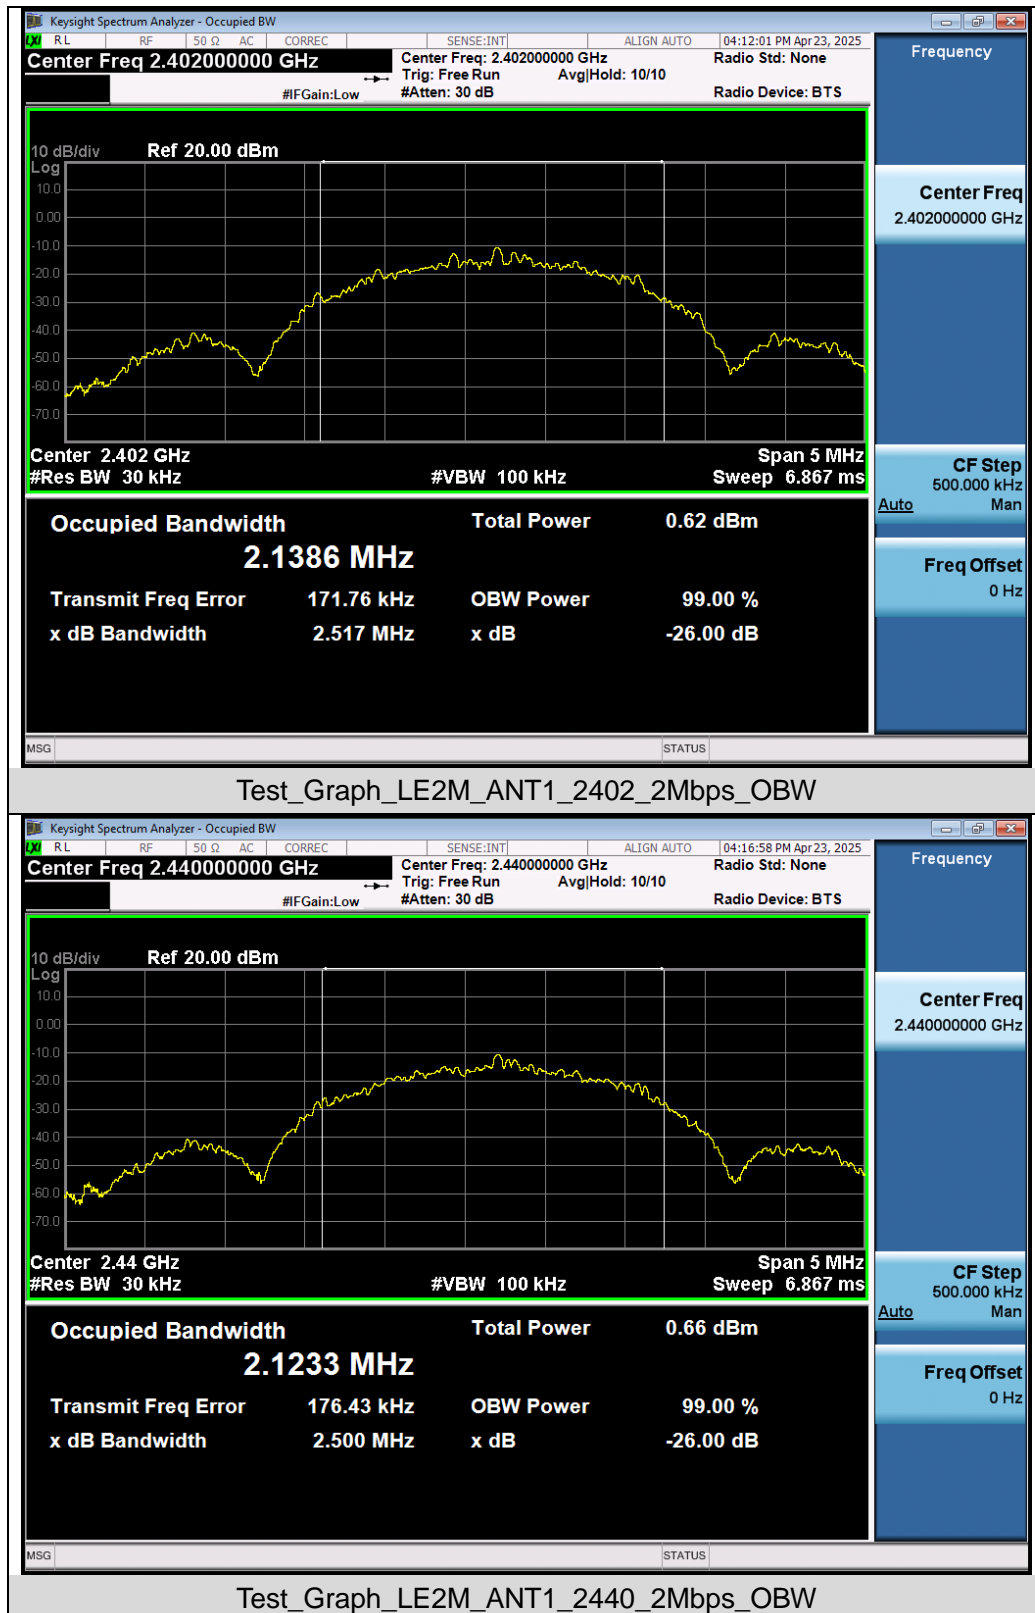 Keysight Spectrum Analyzer - Occupied BW
LXI RL RF 50 Ω AC CORREC SENSE:INT ALIGN AUTO 04:12:01 PM Apr 23, 2025
Center Freq 2.402000000 GHz
Center Freq: 2.402000000 GHz
Radio Std: None
Trig: Free Run Avg|Hold: 10/10
#IFGain:Low #Atten: 30 dB Radio Device: BTS
Frequency
10 dB/div Ref 20.00 dBm
Log
10.0
0.00
-10.0
-20.0
-30.0
-40.0
-50.0
-60.0
-70.0
Center Freq
2.402000000 GHz
Center 2.402 GHz Span 5 MHz
#Res BW 30 kHz #VBW 100 kHz Sweep 6.867 ms
CF Step
500.000 kHz
Auto Man
Occupied Bandwidth Total Power 0.62 dBm
2.1386 MHz
Transmit Freq Error 171.76 kHz OBW Power 99.00 %
x dB Bandwidth 2.517 MHz x dB -26.00 dB
Freq Offset
0 Hz
MSG STATUS
Test_Graph_LE2M_ANT1_2402_2Mbps_OBW
Keysight Spectrum Analyzer - Occupied BW
LXI RL RF 50 Ω AC CORREC SENSE:INT ALIGN AUTO 04:16:58 PM Apr 23, 2025
Center Freq 2.440000000 GHz
Center Freq: 2.440000000 GHz
Radio Std: None
Trig: Free Run Avg|Hold: 10/10
#IFGain:Low #Atten: 30 dB Radio Device: BTS
Frequency
10 dB/div Ref 20.00 dBm
Log
10.0
0.00
-10.0
-20.0
-30.0
-40.0
-50.0
-60.0
-70.0
Center Freq
2.440000000 GHz
Center 2.44 GHz Span 5 MHz
#Res BW 30 kHz #VBW 100 kHz Sweep 6.867 ms
CF Step
500.000 kHz
Auto Man
Occupied Bandwidth Total Power 0.66 dBm
2.1233 MHz
Transmit Freq Error 176.43 kHz OBW Power 99.00 %
x dB Bandwidth 2.500 MHz x dB -26.00 dB
Freq Offset
0 Hz
MSG STATUS
Test_Graph_LE2M_ANT1_2440_2Mbps_OBW